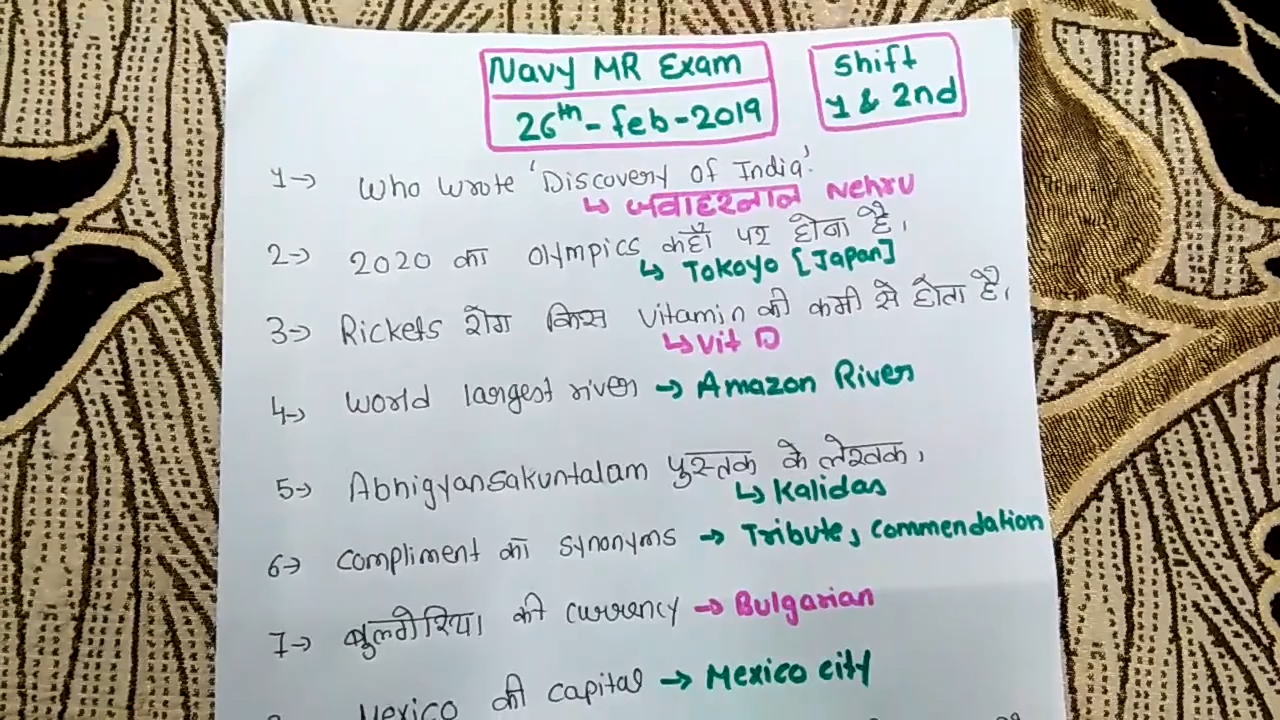 Navy MR Exam
26th-feb-2019
Shift
1 & 2nd
1→ Who wrote 'Discovery of India'.
↳ जवाहरलाल Nehru
2→ 2020 का Olympics कहाँ पर होना है।
↳ Tokoyo [Japan]
3→ Rickets रोग किस Vitamin की कमी से होता है।
↳ Vit D
4→ World largest river → Amazon River
5→ Abhigyansakuntalam पुस्तक के लेखक।
↳ Kalidas
6→ Compliment का synonyms → Tribute, Commendation
7→ बुल्गेरिया की currency → Bulgarian
Mexico की capital → Mexico city